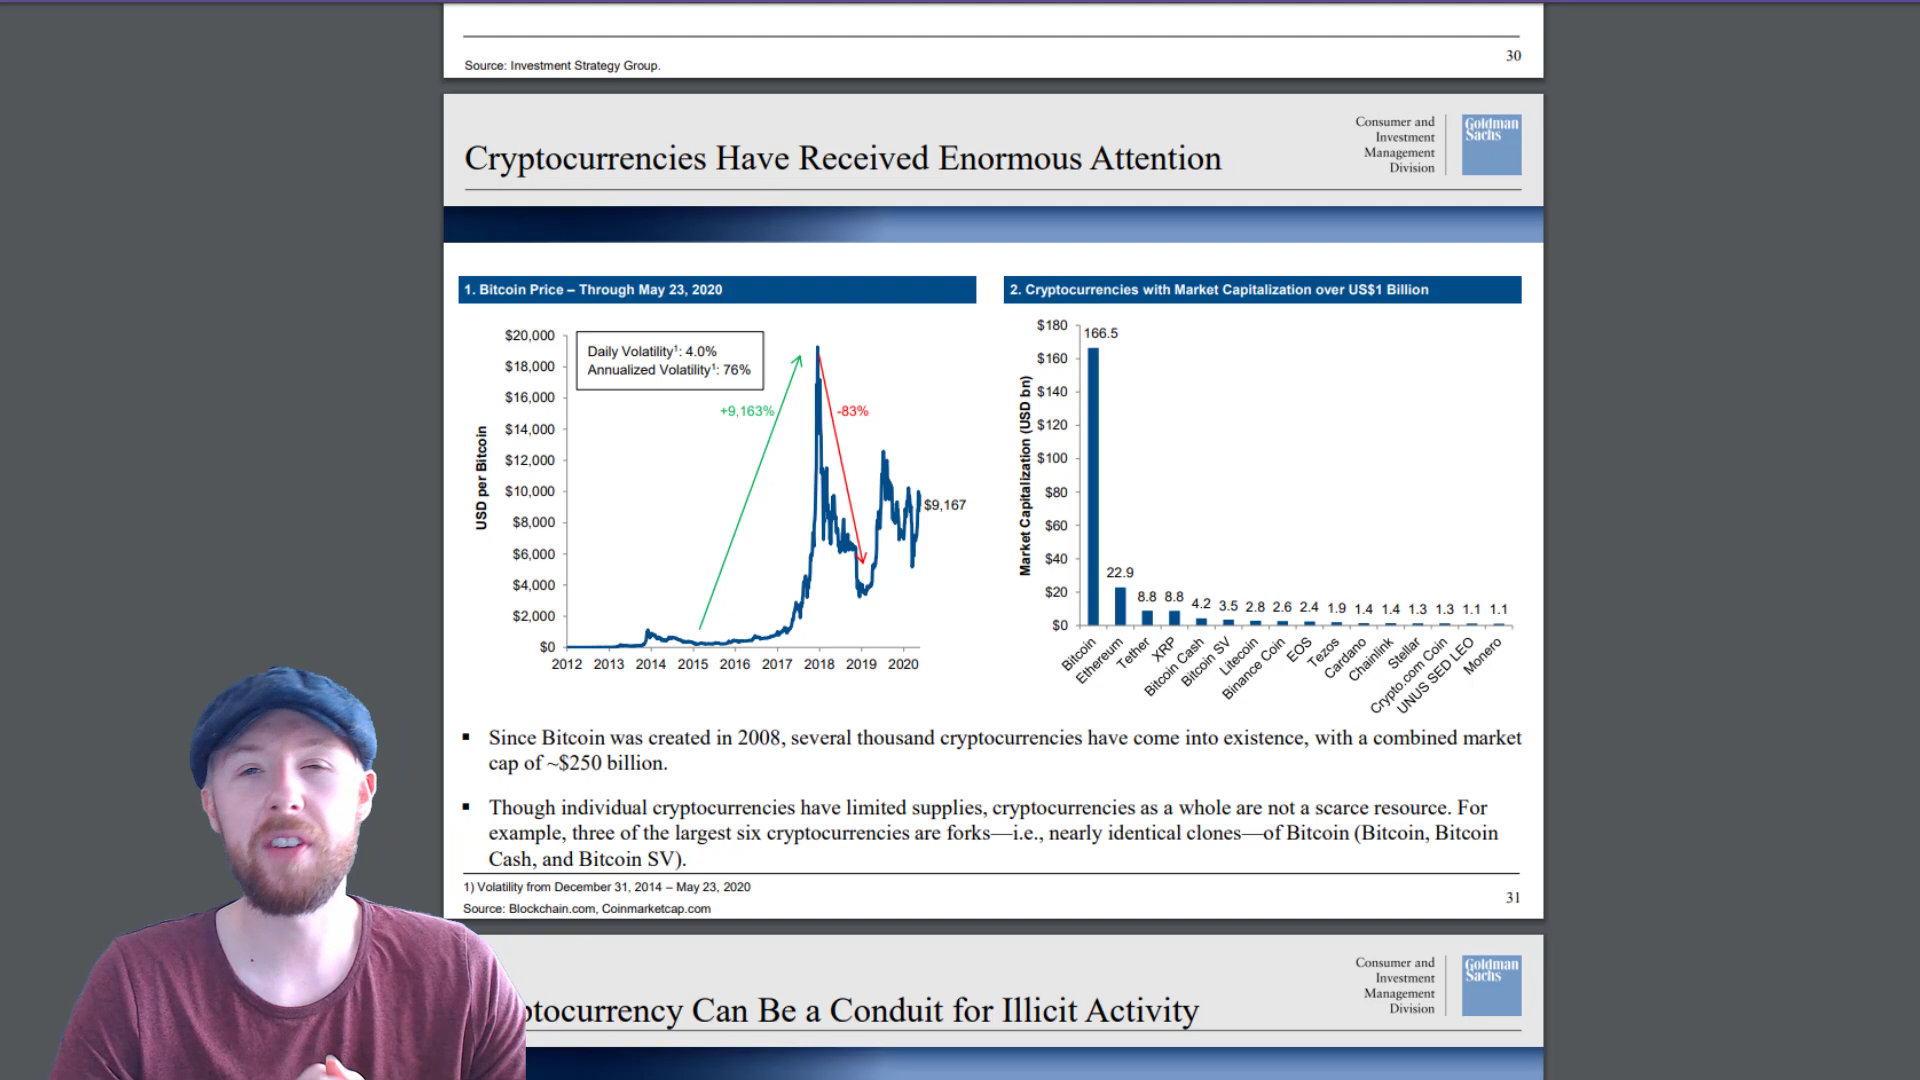 Source: Investment Strategy Group.
30
Cryptocurrencies Have Received Enormous Attention
Consumer and
Investment
Management
Division
Goldman
Sachs
1. Bitcoin Price – Through May 23, 2020
$20,000
$18,000
$16,000
$14,000
$12,000
$10,000
$8,000
$6,000
$4,000
$2,000
$0
USD per Bitcoin
Daily Volatility¹: 4.0%
Annualized Volatility¹: 76%
+9,163%
-83%
$9,167
2012 2013 2014 2015 2016 2017 2018 2019 2020
2. Cryptocurrencies with Market Capitalization over US$1 Billion
$180
$160
$140
$120
$100
$80
$60
$40
$20
$0
Market Capitalization (USD bn)
166.5 22.9 8.8 8.8 4.2 3.5 2.8 2.6 2.4 1.9 1.4 1.4 1.3 1.3 1.1 1.1
Bitcoin
Ethereum
Tether
XRP
Bitcoin Cash
Bitcoin SV
Litecoin
Binance Coin
EOS
Tezos
Cardano
Chainlink
Stellar
Crypto.com Coin
UNUS SED LEO
Monero
▪ Since Bitcoin was created in 2008, several thousand cryptocurrencies have come into existence, with a combined market
cap of ~$250 billion.
▪ Though individual cryptocurrencies have limited supplies, cryptocurrencies as a whole are not a scarce resource. For
example, three of the largest six cryptocurrencies are forks—i.e., nearly identical clones—of Bitcoin (Bitcoin, Bitcoin
Cash, and Bitcoin SV).
1) Volatility from December 31, 2014 – May 23, 2020
Source: Blockchain.com, Coinmarketcap.com
31
ptocurrency Can Be a Conduit for Illicit Activity
Consumer and
Investment
Management
Division
Goldman
Sachs